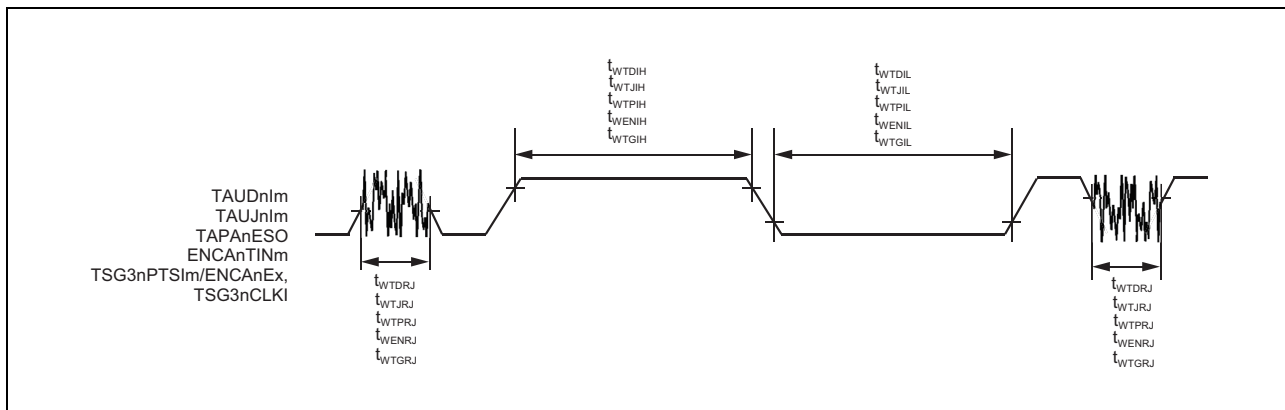 tWTDIH
tWTJIH
tWTPIH
tWENIH
tWTGIH
tWTDIL
tWTJIL
tWTPIL
tWENIL
tWTGIL
TAUDnIm
TAUJnIm
TAPAnESO
ENCAnTINm
TSG3nPTSIm/ENCAnEx,
TSG3nCLKI
tWTDRJ
tWTJRJ
tWTPRJ
tWENRJ
tWTGRJ
tWTDRJ
tWTJRJ
tWTPRJ
tWENRJ
tWTGRJ